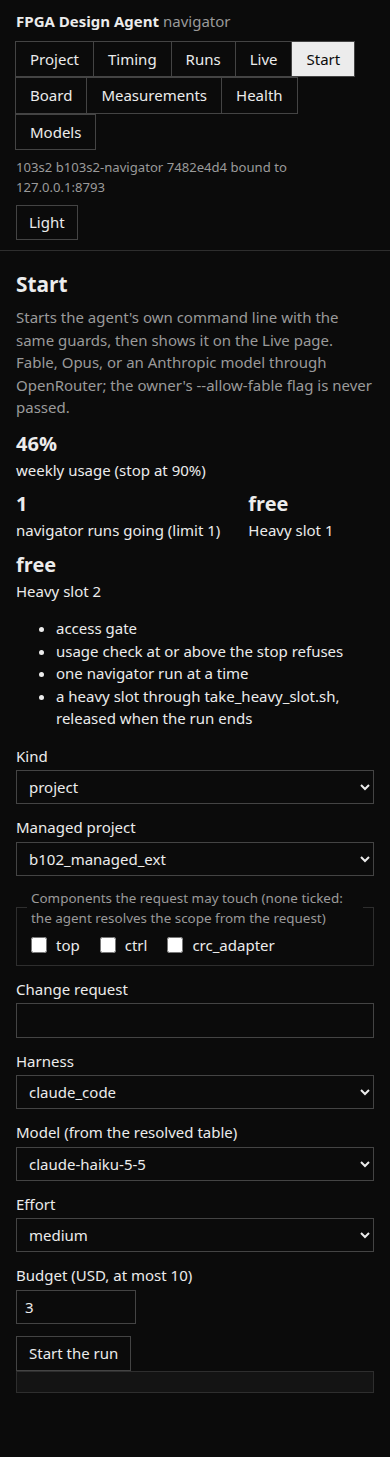 FPGA Design Agent navigator
Project Timing Runs Live Start
Board Measurements Health
Models
103s2 b103s2-navigator 7482e4d4 bound to
127.0.0.1:8793
Light
Start
Starts the agent's own command line with the
same guards, then shows it on the Live page.
Fable, Opus, or an Anthropic model through
OpenRouter; the owner's --allow-fable flag is never
passed.
46%
weekly usage (stop at 90%)
1 free
navigator runs going (limit 1) Heavy slot 1
free
Heavy slot 2
access gate
usage check at or above the stop refuses
one navigator run at a time
a heavy slot through take_heavy_slot.sh,
released when the run ends
Kind
project
Managed project
b102_managed_ext
Components the request may touch (none ticked:
the agent resolves the scope from the request)
top ctrl crc_adapter
Change request
Harness
claude_code
Model (from the resolved table)
claude-haiku-5-5
Effort
medium
Budget (USD, at most 10)
3
Start the run